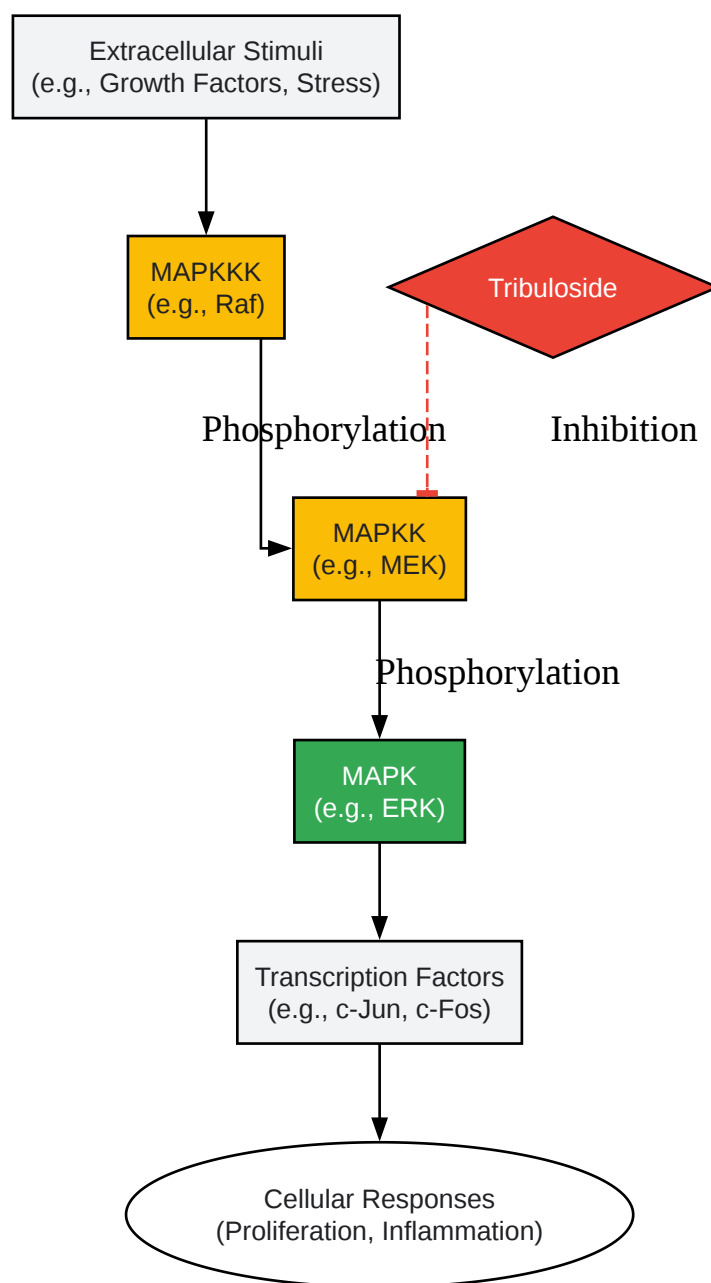 Extracellular Stimuli
(e.g., Growth Factors, Stress)
MAPKKK
(e.g., Raf)
Tribuloside
Phosphorylation
Inhibition
MAPKK
(e.g., MEK)
Phosphorylation
MAPK
(e.g., ERK)
Transcription Factors
(e.g., c-Jun, c-Fos)
Cellular Responses
(Proliferation, Inflammation)